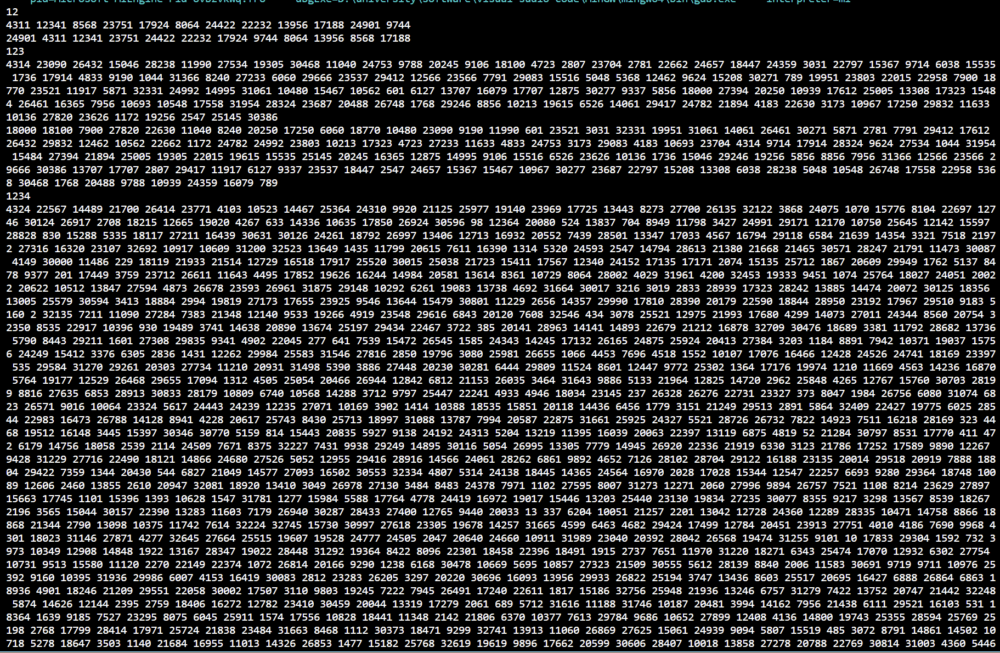 12
4311 12341 8568 23751 17924 8064 24422 22232 13956 17188 24901 9744
24901 4311 12341 23751 24422 22232 17924 9744 8064 13956 8568 17188
123
4314 23090 26432 15046 28238 11990 27534 19305 30468 11040 24753 9788 20245 9106 18100 4723 2807 23704 2781 22662 24657 18447 24359 3031 22797 15367 9714 6038 15535
1736 17914 4833 9190 1044 31366 8240 27233 6060 29666 23537 29412 12566 23566 7791 29083 15516 5048 5368 12462 9624 15208 30271 789 19951 23803 22015 22958 7900 18
770 23521 11917 5871 32331 24992 14995 31061 10480 15467 10562 601 6127 13707 16079 17707 12875 30277 9337 5856 18000 27394 20250 10939 17612 25005 13308 17323 1548
4 26461 16365 7956 10693 10548 17558 31954 28324 23687 20488 26748 1768 29246 8856 10213 19615 6526 14061 29417 24782 21894 4183 22630 3173 10967 17250 29832 11633
10136 27820 23626 1172 19256 2547 25145 30386
18000 18100 7900 27820 22630 11040 8240 20250 17250 6060 18770 10480 23090 9190 11990 601 23521 3031 32331 19951 31061 14061 26461 30271 5871 2781 7791 29412 17612
26432 29832 12462 10562 22662 1172 24782 24992 23803 10213 17323 4723 27233 11633 4833 24753 3173 29083 4183 10693 23704 4314 9714 17914 28324 9624 27534 1044 31954
15484 27394 21894 25005 19305 22015 19615 15535 25145 20245 16365 12875 14995 9106 15516 6526 23626 10136 1736 15046 29246 19256 5856 8856 7956 31366 12566 23566 2
9666 30386 13707 17707 2807 29417 11917 6127 9337 23537 18447 2547 24657 15367 15467 10967 30277 23687 22797 15208 13308 6038 28238 5048 10548 26748 17558 22958 536
8 30468 1768 20488 9788 10939 24359 16079 789
1234
4324 22567 14489 21700 26414 23771 4103 10523 14467 25364 24310 9920 21125 25977 19140 23969 17725 13443 8273 27700 26135 32122 3868 24075 1070 15776 8104 22697 127
46 30124 26917 2708 18215 12665 19020 4267 633 14336 10635 17850 26924 30596 98 12364 20080 524 13837 704 8949 11798 3427 24991 29171 12170 10750 25645 12142 15597
28828 830 15288 5335 18117 27211 16439 30631 30126 24261 18792 26997 13406 12713 16932 20552 7439 28501 13347 17033 4567 16794 29118 6584 21639 14354 3321 7518 2197
2 27316 16320 23107 32692 10917 10609 31200 32523 13649 1435 11799 20615 7611 16390 1314 5320 24593 2547 14794 28613 21380 21668 21465 30571 28247 21791 11473 30087
4149 30000 11486 229 18119 21933 21514 12729 16518 17917 25520 30015 25038 21723 15411 17567 12340 24152 17135 17171 2074 15135 25712 1867 20609 29949 1762 5137 84
78 9377 201 17449 3759 23712 26611 11643 4495 17852 19626 16244 14984 20581 13614 8361 10729 8064 28002 4029 31961 4200 32453 19333 9451 1074 25764 18027 24051 2002
2 20622 10512 13847 27594 4873 26678 23593 26961 31875 29148 10292 6261 19083 13738 4692 31664 30017 3216 3019 2833 28939 17323 28242 13885 14474 20072 30125 18356
13005 25579 30594 3413 18884 2994 19819 27173 17655 23925 9546 13644 15479 30801 11229 2656 14357 29990 17810 28390 20179 22590 18844 28950 23192 17967 29510 9183 5
160 2 32135 7211 11090 27284 7383 21348 12140 9533 19266 4919 23548 29616 6843 20120 7608 32546 434 3078 25521 12975 21993 17680 4299 14073 27011 24344 8560 20754 3
2350 8535 22917 10396 930 19489 3741 14638 20890 13674 25197 29434 22467 3722 385 20141 28963 14141 14893 22679 21212 16878 32709 30476 18689 3381 11792 28682 13736
5790 8443 29211 1601 27308 29835 9341 4902 22045 277 641 7539 15472 26545 1585 24343 14245 17132 26165 24875 25924 20413 27384 3203 1184 8891 7942 10371 19037 1575
6 24249 15412 3376 6305 2836 1431 12262 29984 25583 31546 27816 2850 19796 3080 25981 26655 1066 4453 7696 4518 1552 10107 17076 16466 12428 24526 24741 18169 23397
535 29584 31270 29261 20303 27734 11210 20931 31498 5390 3886 27448 20230 30281 6444 29809 11524 8601 12447 9772 25302 1364 17176 19974 1210 11669 4563 14236 16870
5764 19177 12529 26468 29655 17094 1312 4505 25054 20466 26944 12842 6812 21153 26035 3464 31643 9886 5133 21964 12825 14720 2962 25848 4265 12767 15760 30703 2819
9 8816 27635 6853 28913 30833 28179 10809 6740 10568 14288 3712 9797 25447 22241 4933 4946 18034 23145 237 26328 26276 22731 23327 373 8047 1984 26756 6080 31074 68
23 26571 9016 10064 23324 5617 24443 24239 12235 27071 10169 3902 1414 10388 18535 15851 20118 14436 6456 1779 3151 21249 29513 2891 5864 32409 22427 19775 6025 285
44 22983 16473 26788 14128 8941 4228 20617 25743 8430 25713 18997 31088 13787 7994 20587 22875 31661 25925 24327 5521 28726 26732 7822 14923 7511 16218 28169 323 44
68 19512 16148 3445 15397 30346 30770 5159 814 15443 20835 5927 9138 24192 24313 5204 13219 11395 16039 20063 22397 13119 6875 4819 52 21284 30797 8531 17770 411 47
2 6179 14756 18058 2539 2114 24509 7671 8375 32227 7431 9938 29249 14895 30116 5054 26995 13305 7779 14945 26920 22336 21919 6330 3123 21786 17252 17589 9890 12267
9428 31229 27716 22490 18121 14866 24680 27526 5052 12955 29416 28916 14566 24061 28262 6861 9892 4652 7126 28102 28704 29122 16188 23135 20014 29518 20919 7888 188
04 29422 7359 1344 20430 544 6827 21049 14577 27093 16502 30553 32334 4807 5314 24138 18445 14365 24564 16970 2028 17028 15344 12547 22257 6693 9280 29364 18748 100
89 12606 2460 13855 2610 20947 32081 18920 13410 3049 26978 27130 3484 8483 24378 7971 1102 27595 8007 31273 12271 2060 27996 9894 26757 7521 1108 8214 23629 27897
15663 17745 1101 15396 1393 10628 1547 31781 1277 15984 5588 17764 4778 24419 16972 19017 15446 13203 25440 23130 19834 27235 30077 8355 9217 3298 13567 8539 18267
2196 3565 15044 30157 22390 13283 11603 7179 26940 30287 28433 27400 12765 9440 20033 13 337 6204 10051 21257 2201 13042 12728 24360 12289 28335 10471 14758 8866 18
868 21344 2790 13098 10375 11742 7614 32224 32745 15730 30997 27618 23305 19678 14257 31665 4599 6463 4682 29424 17499 12784 20451 23913 27751 4010 4186 7690 9968 4
301 18023 31146 27871 4277 32645 27664 25515 19607 19528 24777 24505 2047 20640 24660 10911 31989 23040 20392 28042 26568 19474 31255 9101 10 17833 29304 1592 732 3
973 10349 12908 14848 1922 13167 28347 19022 28448 31292 19364 8422 8096 22301 18458 22396 18491 1915 2737 7651 11970 31220 18271 6343 25474 17070 12932 6302 27754
10731 9513 15580 11120 2270 22149 22374 1072 26814 20166 9290 1238 6168 30478 10669 5695 10857 27323 21509 30555 5612 28139 8840 2006 11583 30691 9719 9711 10976 25
392 9160 10395 31936 29986 6007 4153 16419 30083 2812 23283 26205 3297 20220 30696 16093 13956 29933 26822 25194 3747 13436 8603 25517 20695 16427 6888 26864 6863 1
8936 4901 18246 21209 29551 22058 30002 17507 3110 9803 19245 7222 7945 26491 17240 22611 1817 15186 32756 25948 21936 13246 6757 31279 7422 13752 20747 21442 32248
5874 14626 12144 2395 2759 18406 16272 12782 23410 30459 20044 13319 17279 2061 689 5712 31616 11188 31746 10187 20481 3994 14162 7956 21438 6111 29521 16103 531 1
8364 1639 9185 7527 23295 8075 6045 25911 1574 17556 10828 18441 11348 2142 21806 6370 10377 7613 29784 9686 10652 27899 12408 4136 14800 19743 25355 28594 25769 25
198 2768 17799 28414 17971 25724 21838 23484 31663 8468 1112 30373 18471 9299 32741 13913 11060 26869 27625 15061 24939 9094 5807 15519 485 3072 8791 14861 14502 10
718 5278 18647 3503 1140 21684 16955 11013 14326 26853 1477 15182 25768 32619 19619 9896 17662 20599 30606 28407 10018 13858 27278 20788 22769 30814 31003 4360 5446